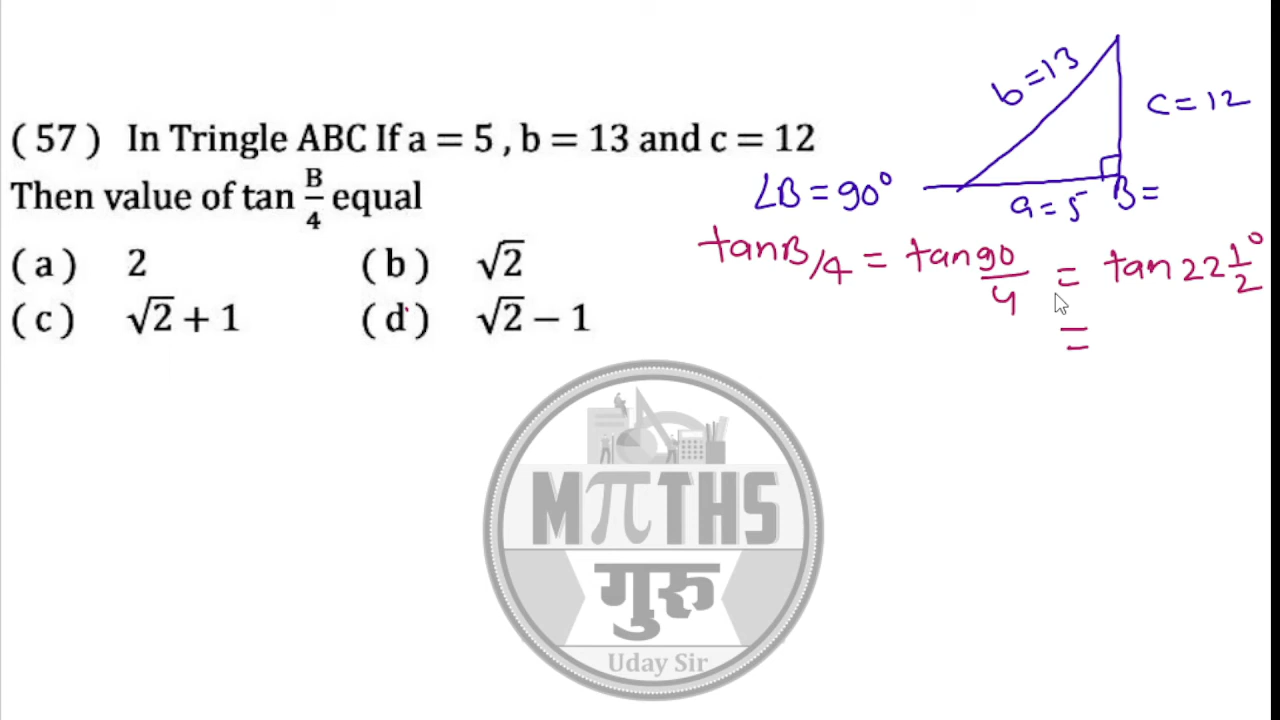 ( 57 ) In Tringle ABC If a = 5 , b = 13 and c = 12
Then value of tan B/4 equal
( a ) 2 ( b ) √2
( c ) √2 + 1 ( d ) √2 − 1
b = 13
c = 12
∠B = 90°
a = 5
B =
tanB/4 = tan 90/4 = tan 22 1/2°
=
MπTHS
गुरु
Uday Sir